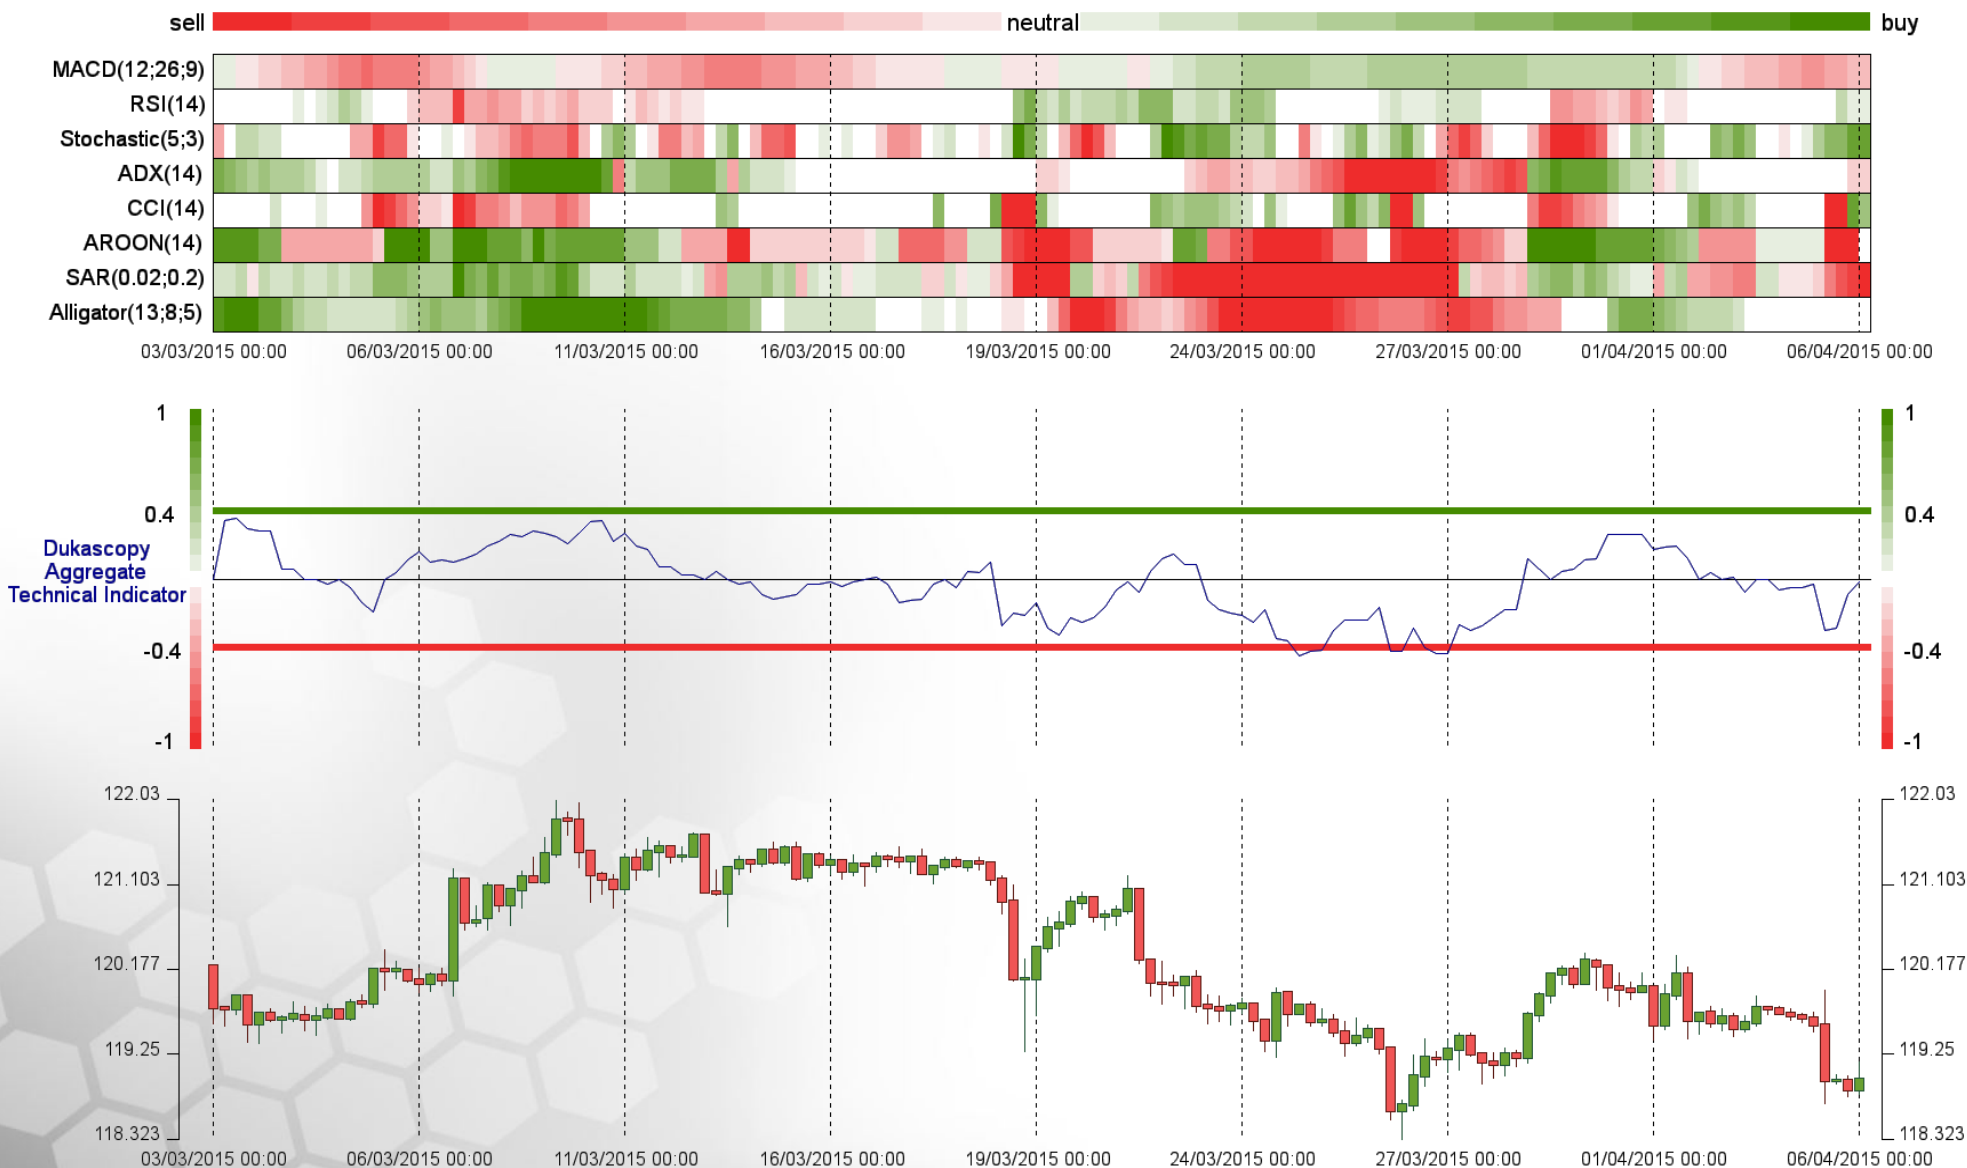 sell neutral buy
MACD(12;26;9)
RSI(14)
Stochastic(5;3)
ADX(14)
CCI(14)
AROON(14)
SAR(0.02;0.2)
Alligator(13;8;5)
03/03/2015 00:00 06/03/2015 00:00 11/03/2015 00:00 16/03/2015 00:00 19/03/2015 00:00 24/03/2015 00:00 27/03/2015 00:00 01/04/2015 00:00 06/04/2015 00:00
1 1
0.4 0.4
Dukascopy
Aggregate
Technical Indicator
-0.4 -0.4
-1 -1
122.03 122.03
121.103 121.103
120.177 120.177
119.25 119.25
118.323 118.323
03/03/2015 00:00 06/03/2015 00:00 11/03/2015 00:00 16/03/2015 00:00 19/03/2015 00:00 24/03/2015 00:00 27/03/2015 00:00 01/04/2015 00:00 06/04/2015 00:00